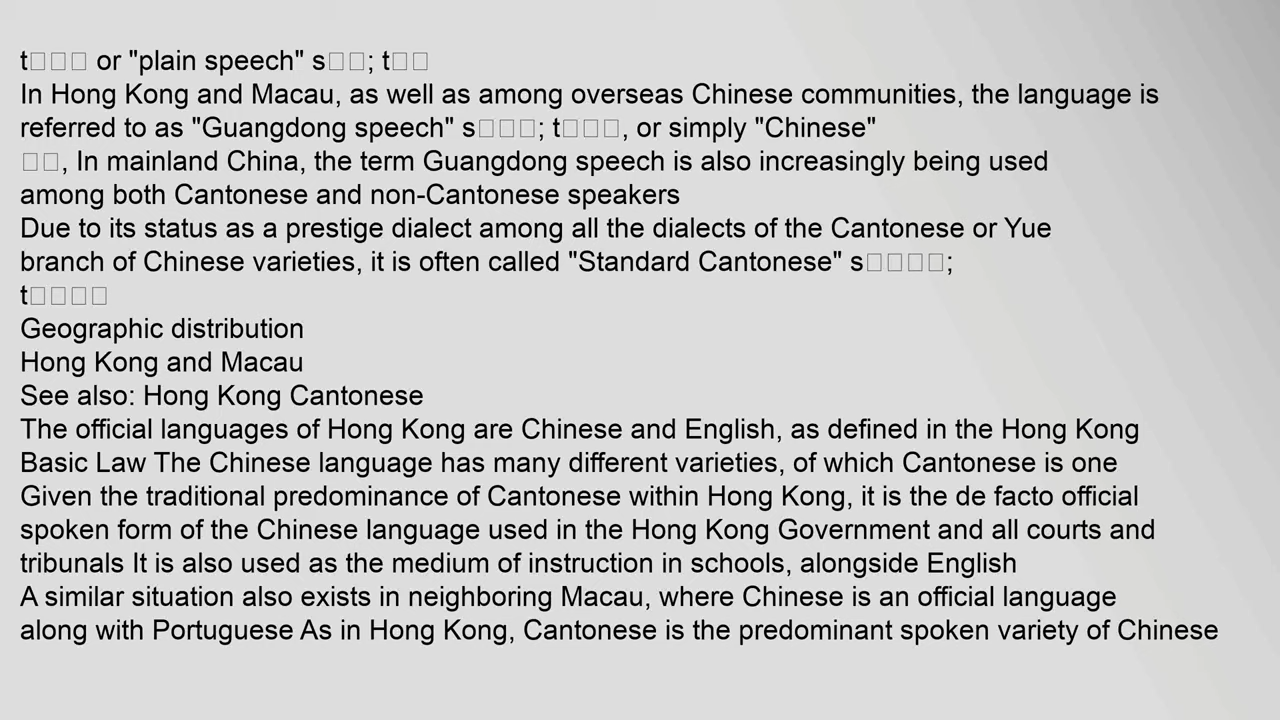 t□□□ or "plain speech" s□□; t□□
In Hong Kong and Macau, as well as among overseas Chinese communities, the language is
referred to as "Guangdong speech" s□□□; t□□□, or simply "Chinese"
□□, In mainland China, the term Guangdong speech is also increasingly being used
among both Cantonese and non-Cantonese speakers
Due to its status as a prestige dialect among all the dialects of the Cantonese or Yue
branch of Chinese varieties, it is often called "Standard Cantonese" s□□□□;
t□□□□
Geographic distribution
Hong Kong and Macau
See also: Hong Kong Cantonese
The official languages of Hong Kong are Chinese and English, as defined in the Hong Kong
Basic Law The Chinese language has many different varieties, of which Cantonese is one
Given the traditional predominance of Cantonese within Hong Kong, it is the de facto official
spoken form of the Chinese language used in the Hong Kong Government and all courts and
tribunals It is also used as the medium of instruction in schools, alongside English
A similar situation also exists in neighboring Macau, where Chinese is an official language
along with Portuguese As in Hong Kong, Cantonese is the predominant spoken variety of Chinese